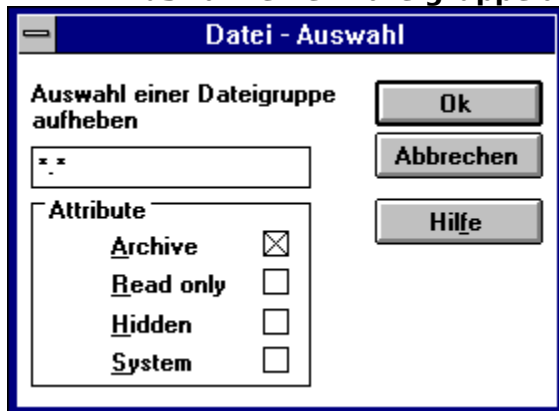 Datei - Auswahl
Auswahl einer Dateigruppe
aufheben
Ok
*.*
Abbrechen
Attribute
Hilfe
Archive
Read only
Hidden
System